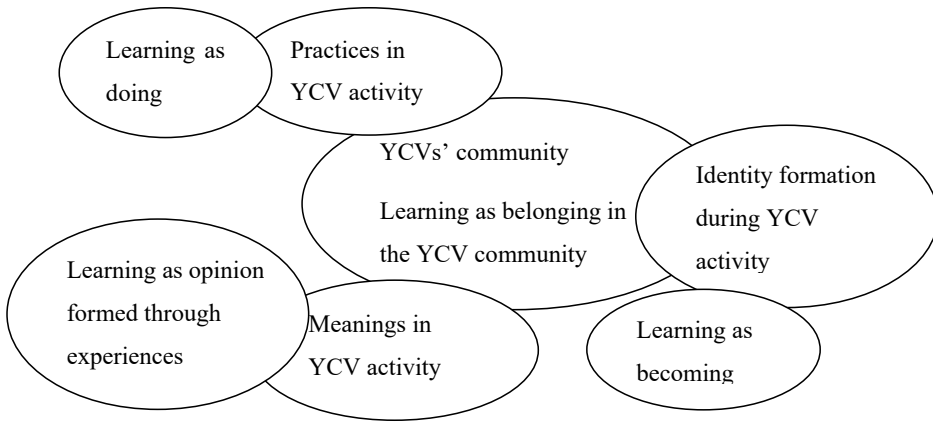 Learning as
doing
Practices in
YCV activity
YCVs’ community
Learning as belonging in
the YCV community
Identity formation
during YCV
activity
Learning as opinion
formed through
experiences
Meanings in
YCV activity
Learning as
becoming